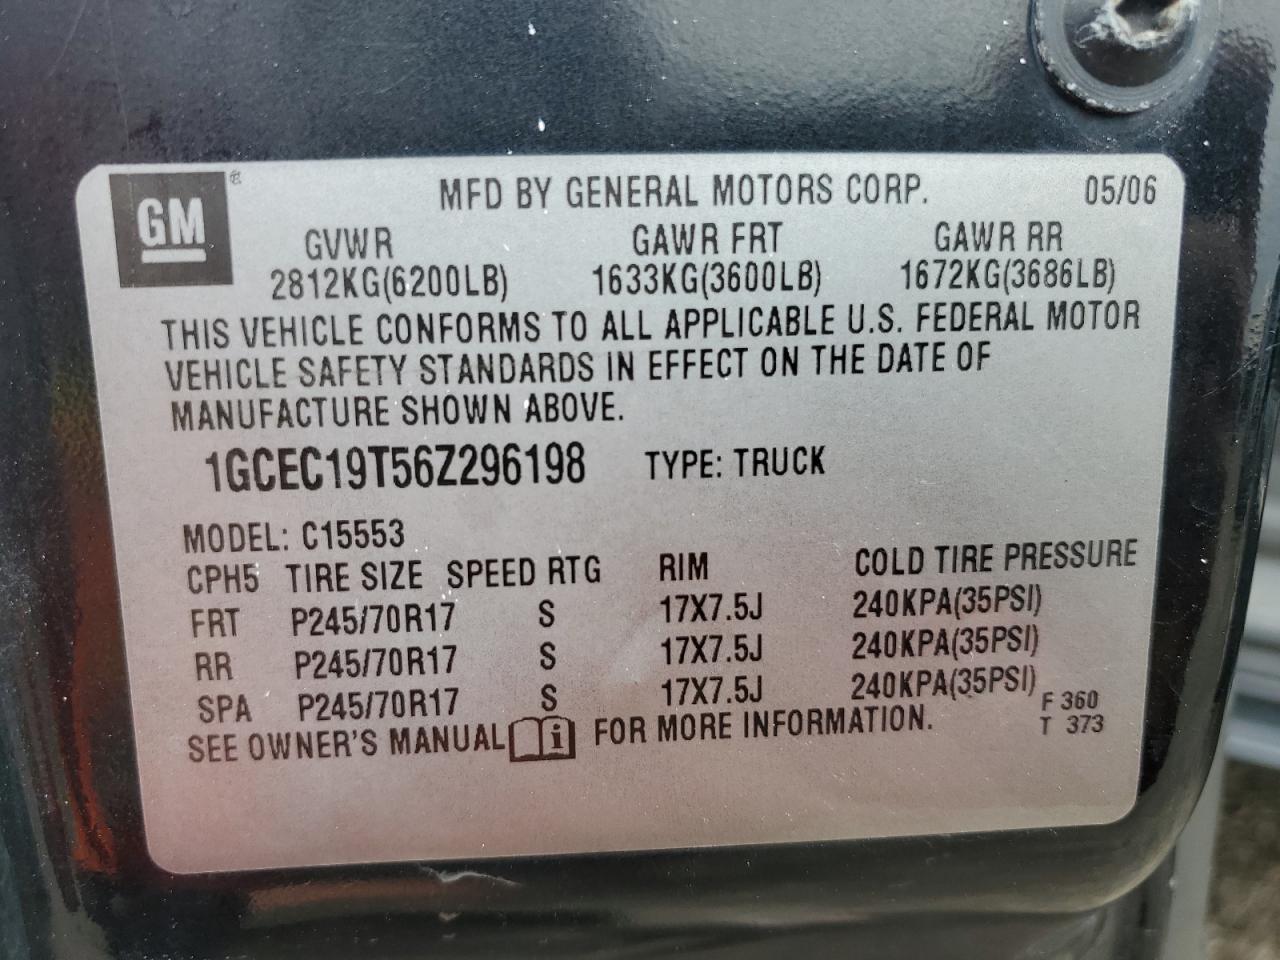 GM ® MFD BY GENERAL MOTORS CORP. 05/06
GVWR GAWR FRT GAWR RR
2812KG(6200LB) 1633KG(3600LB) 1672KG(3686LB)
THIS VEHICLE CONFORMS TO ALL APPLICABLE U.S. FEDERAL MOTOR
VEHICLE SAFETY STANDARDS IN EFFECT ON THE DATE OF
MANUFACTURE SHOWN ABOVE.
1GCEC19T56Z296198 TYPE: TRUCK
MODEL: C15553
CPH5 TIRE SIZE SPEED RTG RIM COLD TIRE PRESSURE
FRT P245/70R17 S 17X7.5J 240KPA(35PSI)
RR P245/70R17 S 17X7.5J 240KPA(35PSI)
SPA P245/70R17 S 17X7.5J 240KPA(35PSI)
F 360
SEE OWNER'S MANUAL i FOR MORE INFORMATION. T 373